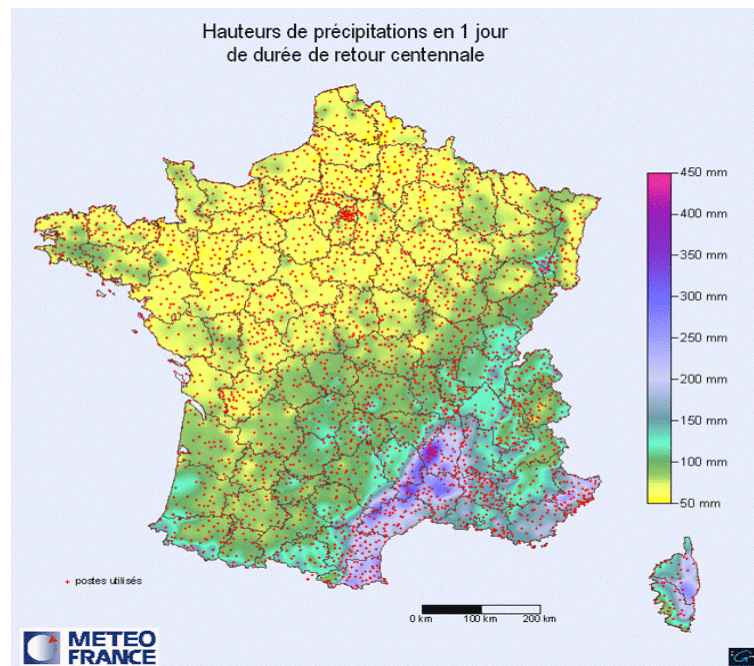 Hauteurs de précipitations en 1 jour
de durée de retour centennale
450 mm
400 mm
350 mm
300 mm
250 mm
200 mm
150 mm
100 mm
50 mm
+ postes utilisés
0 km 100 km 200 km
METEO
FRANCE